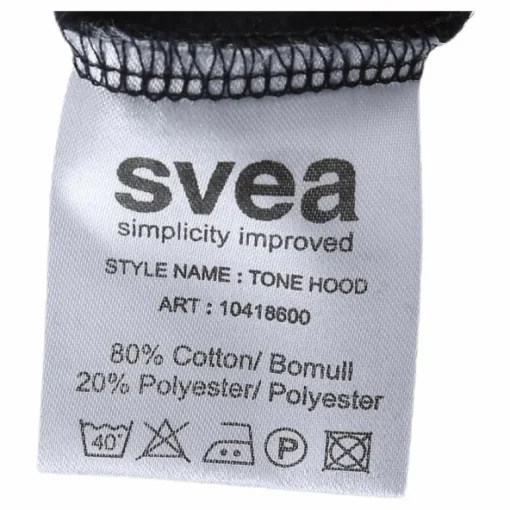 svea
simplicity improved
STYLE NAME : TONE HOOD
ART : 10418600
80% Cotton/ Bomull
20% Polyester/ Polyester
40° P